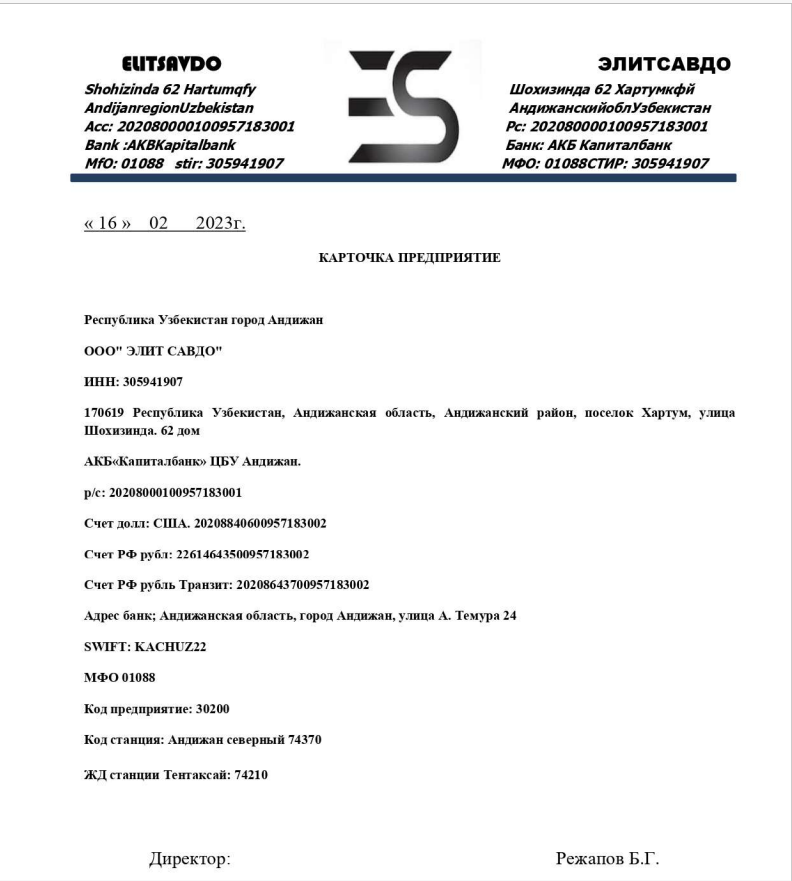 ELITSAVDO
Shohizinda 62 Hartumqfy
AndijanregionUzbekistan
Acc: 202080000100957183001
Bank :AKBKapitalbank
MfO: 01088 stir: 305941907
ES
ЭЛИТСАВДО
Шохизинда 62 Хартумкфй
АндижанскийоблУзбекистан
Рс: 202080000100957183001
Банк: АКБ Капиталбанк
МФО: 01088СТИР: 305941907
« 16 » 02 2023г.
КАРТОЧКА ПРЕДПРИЯТИЕ
Республика Узбекистан город Андижан
ООО" ЭЛИТ САВДО"
ИНН: 305941907
170619 Республика Узбекистан, Андижанская область, Андижанский район, поселок Хартум, улица
Шохизинда. 62 дом
АКБ«Капиталбанк» ЦБУ Андижан.
р/с: 20208000100957183001
Счет долл: США. 20208840600957183002
Счет РФ рубл: 22614643500957183002
Счет РФ рубль Транзит: 20208643700957183002
Адрес банк; Андижанская область, город Андижан, улица А. Темура 24
SWIFT: KACHUZ22
МФО 01088
Код предприятие: 30200
Код станция: Андижан северный 74370
ЖД станции Тентаксай: 74210
Директор: Режапов Б.Г.